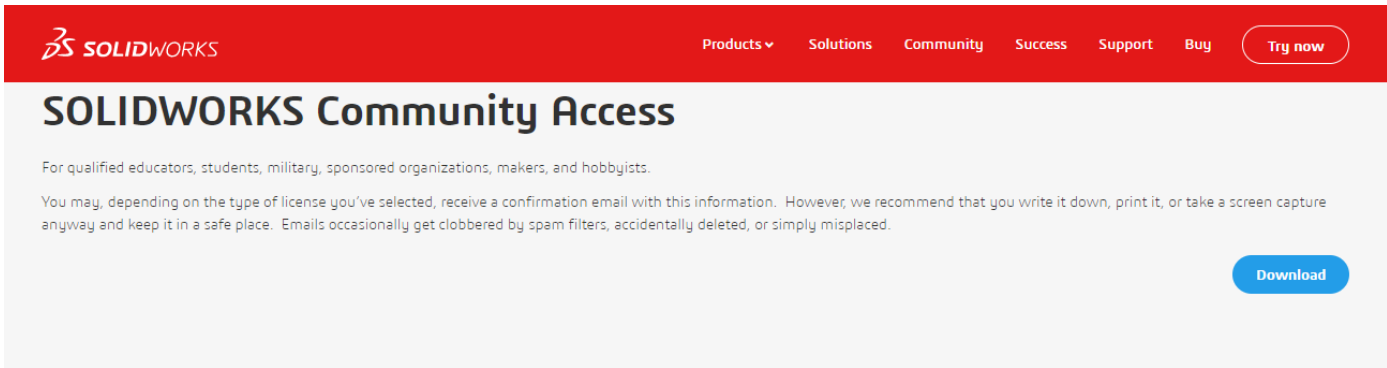 DS SOLIDWORKS
Products Solutions Community Success Support Buy Try now
SOLIDWORKS Community Access
For qualified educators, students, military, sponsored organizations, makers, and hobbyists.
You may, depending on the type of license you've selected, receive a confirmation email with this information.  However, we recommend that you write it down, print it, or take a screen capture
anyway and keep it in a safe place.  Emails occasionally get clobbered by spam filters, accidentally deleted, or simply misplaced.
Download